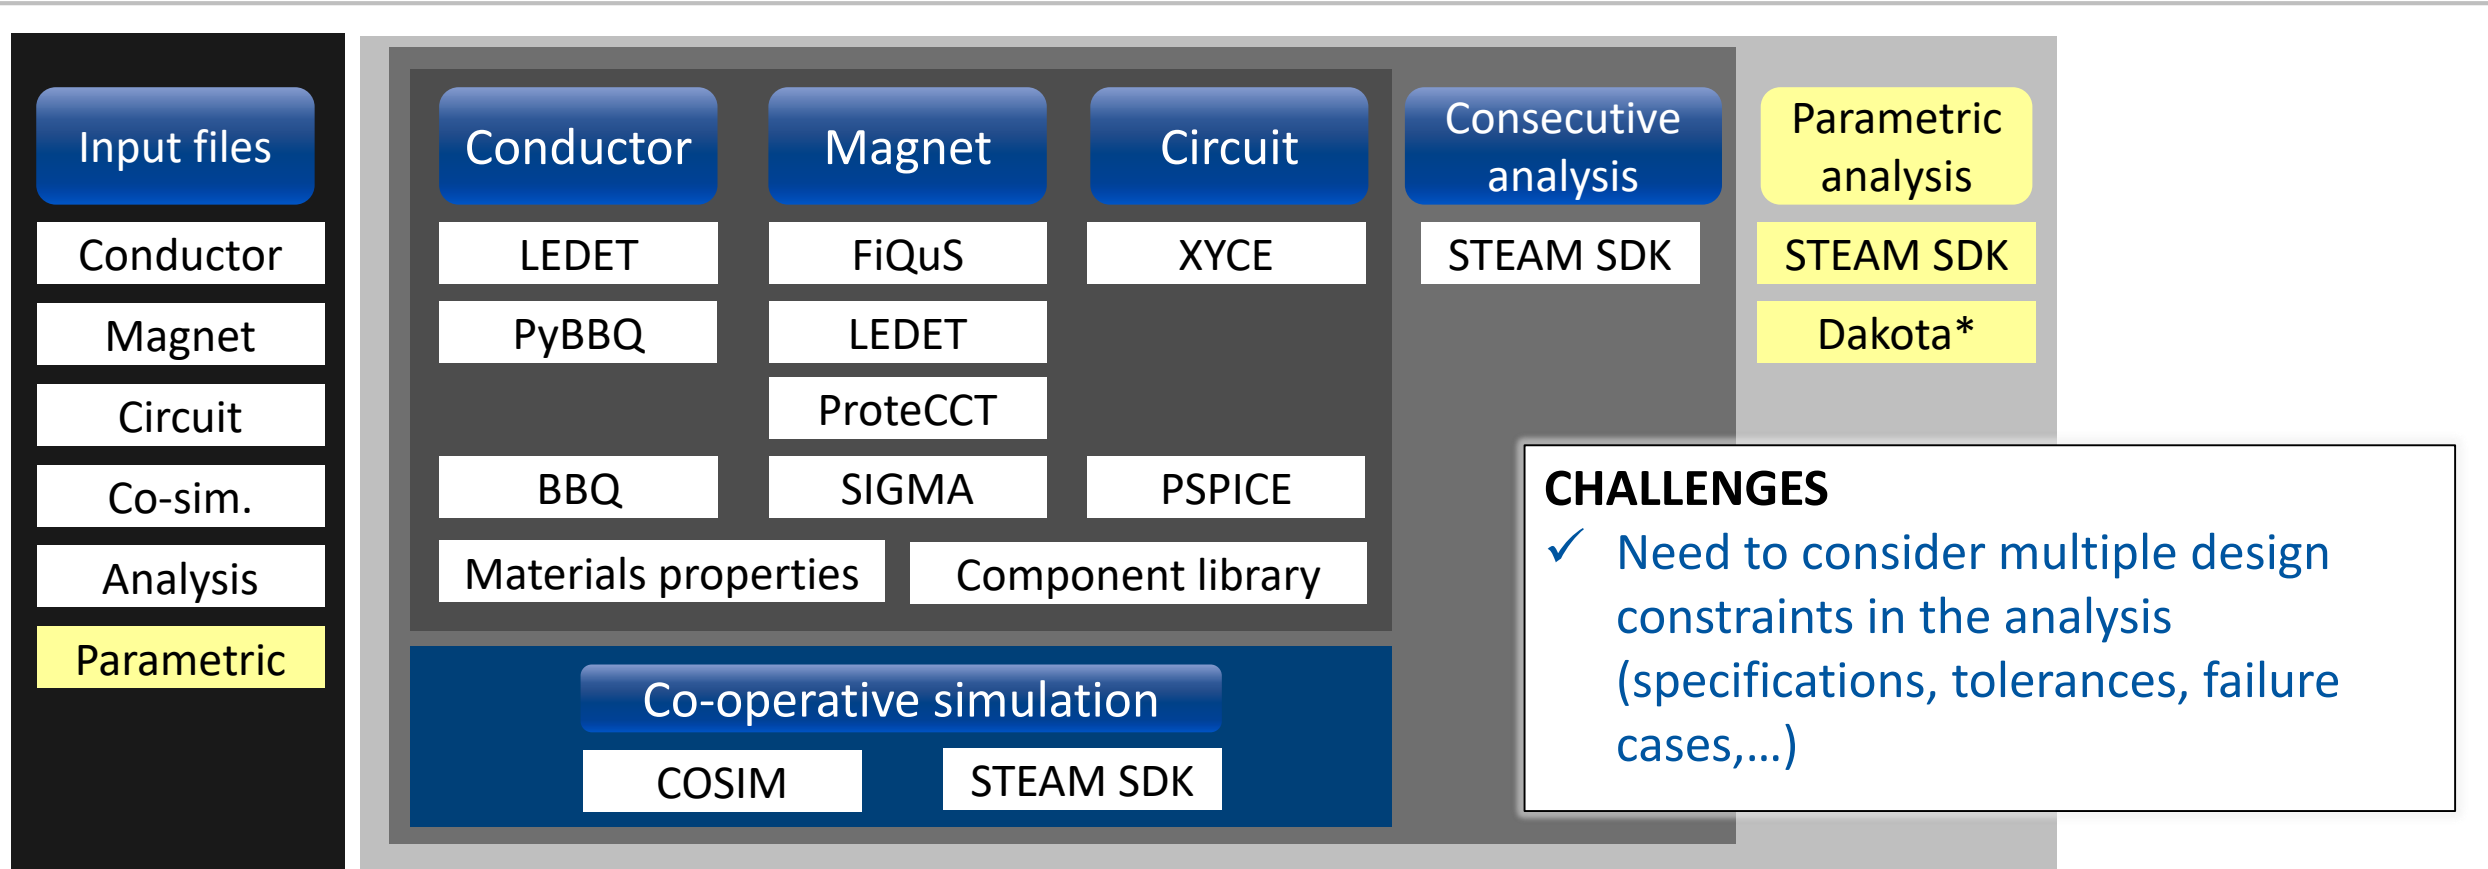 Input files
Conductor
Magnet
Circuit
Co-sim.
Analysis
Parametric
Conductor
LEDET
PyBBQ
BBQ
Magnet
FiQuS
LEDET
ProteCCT
SIGMA
Circuit
XYCE
PSPICE
Materials properties
Component library
Co-operative simulation
COSIM
STEAM SDK
Consecutive
analysis
STEAM SDK
Parametric
analysis
STEAM SDK
Dakota*
CHALLENGES
✓ Need to consider multiple design
constraints in the analysis
(specifications, tolerances, failure
cases,...)